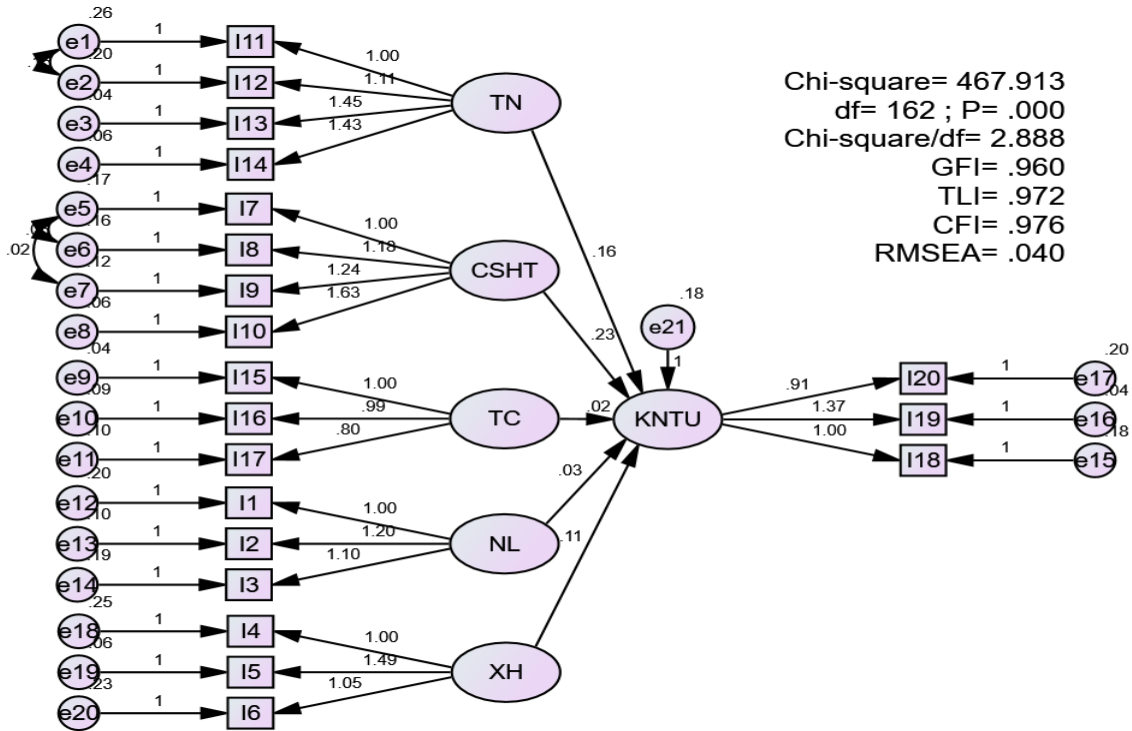 .26
e1 1 I11
.20
e2 1 I12
.04
e3 1 I13
.06
e4 1 I14
.17
e5 1 I7
.16
e6 1 I8
.02
.12
e7 1 I9
.06
e8 1 I10
.04
e9 1 I15
.09
e10 1 I16
.10
e11 1 I17
.20
e12 1 I1
.10
e13 1 I2
.19
e14 1 I3
.25
e18 1 I4
.06
e19 1 I5
.23
e20 1 I6
1.00
1.11
1.45
1.43
TN
1.00
1.18
1.24
1.63
CSHT
1.00
.99
.80
TC
1.00
1.20
1.10
NL
1.00
1.49
1.05
XH
.16
.23
.02
.03
.11
.18
e21
1
KNTU
.91
1.37
1.00
I20 1 e17
.20
I19 1 e16
.04
I18 1 e15
.18
Chi-square= 467.913
df= 162 ; P= .000
Chi-square/df= 2.888
GFI= .960
TLI= .972
CFI= .976
RMSEA= .040